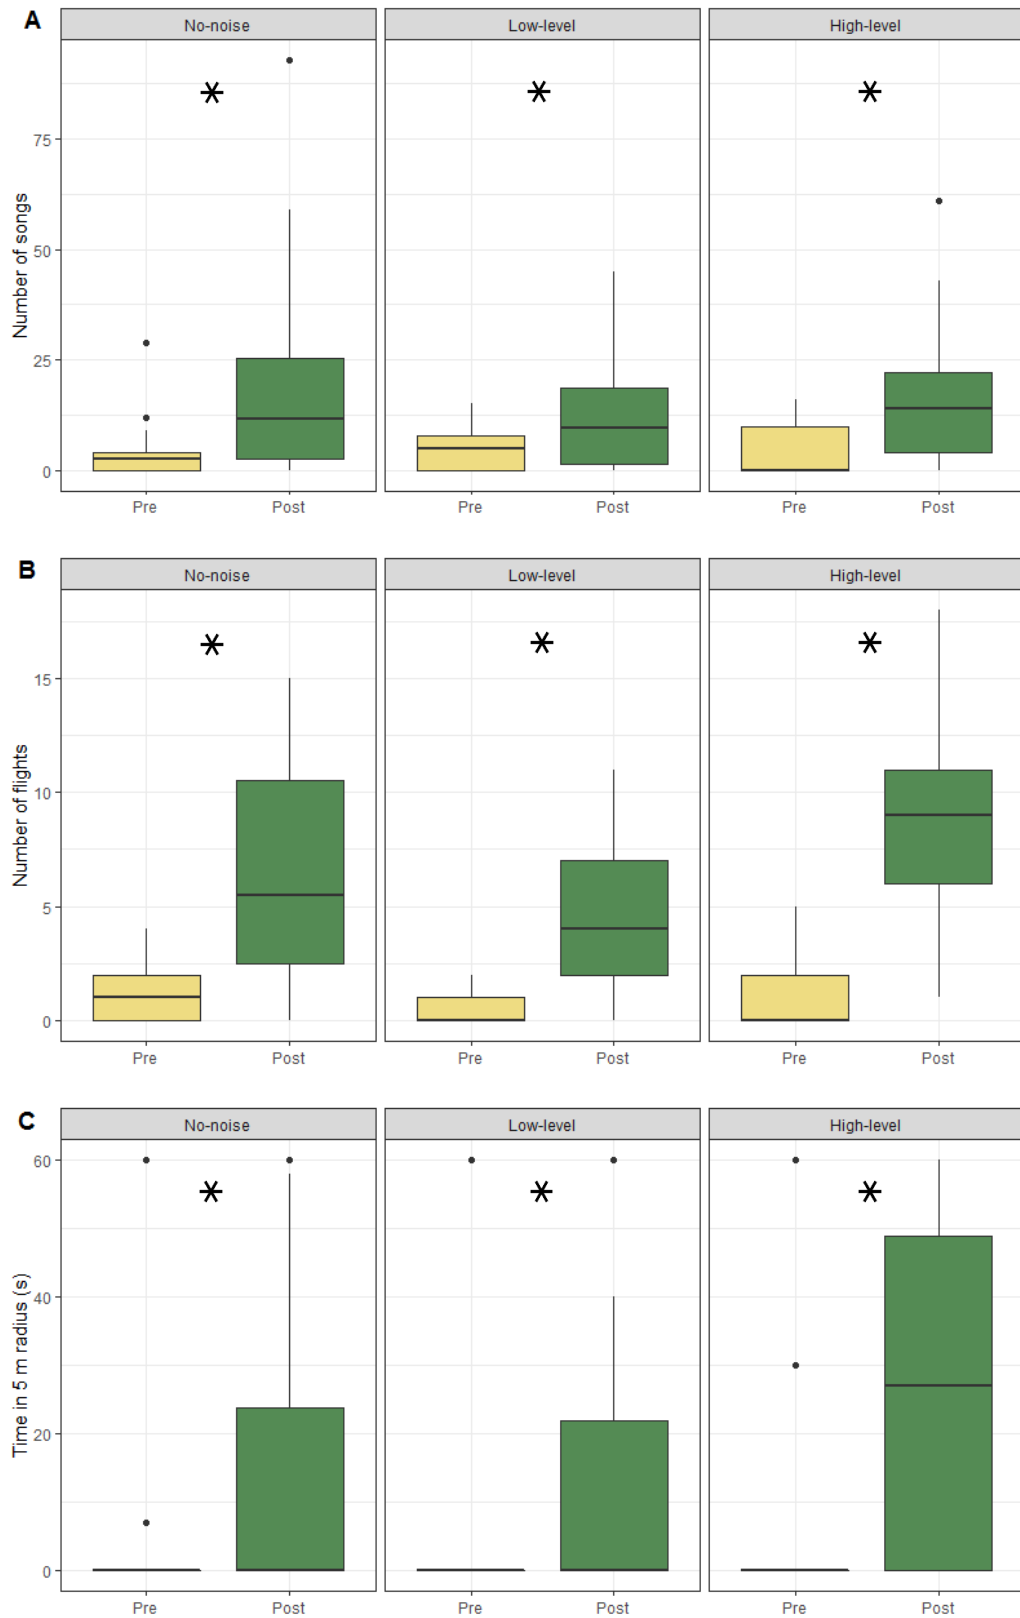 A
No-noise Low-level High-level
75
50
25
0
Number of songs
Pre Post Pre Post Pre Post
B
No-noise Low-level High-level
15
10
5
0
Number of flights
Pre Post Pre Post Pre Post
C
No-noise Low-level High-level
60
40
20
0
Time in 5 m radius (s)
Pre Post Pre Post Pre Post